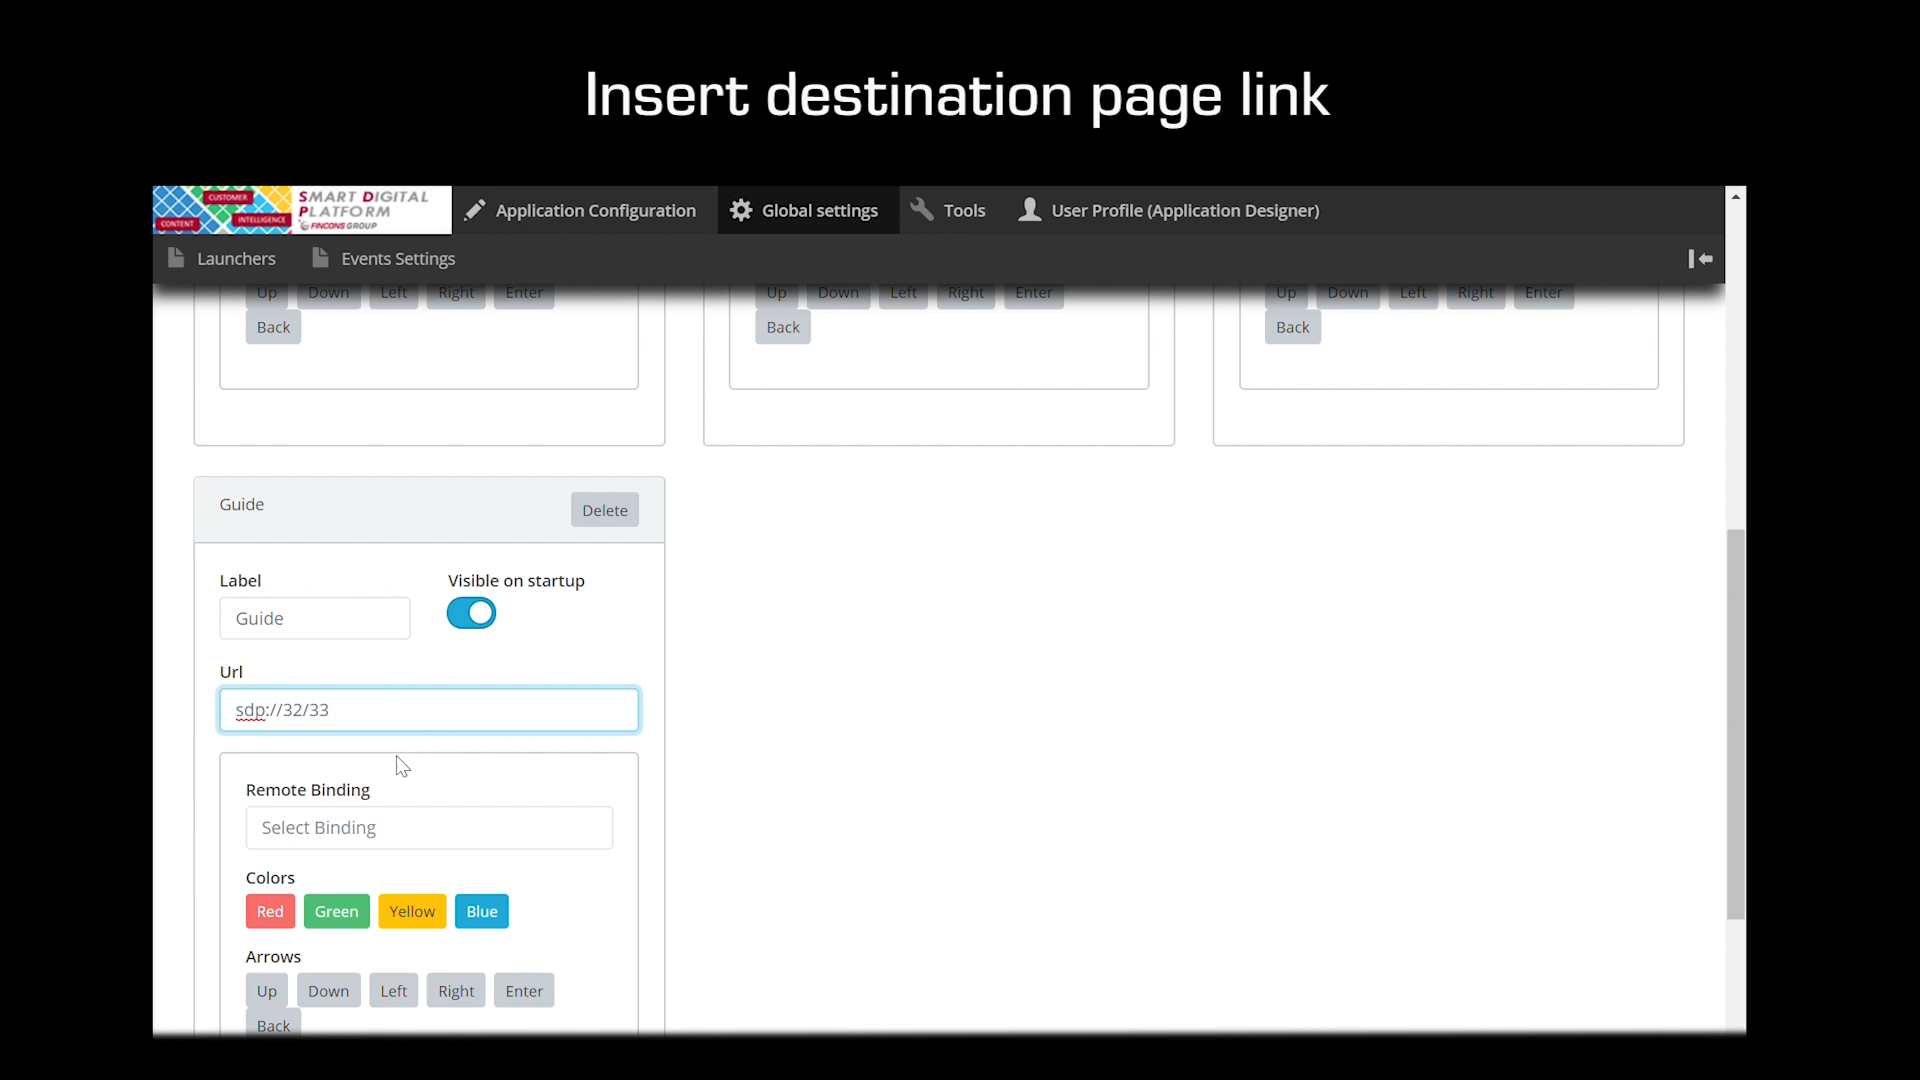 Insert destination page link
CUSTOMER
CONTENT
INTELLIGENCE
SMART DIGITAL
PLATFORM
FINCONS GROUP
Application Configuration
Global settings
Tools
User Profile (Application Designer)
Launchers
Events Settings
Up Down Left Right Enter
Back
Up Down Left Right Enter
Back
Up Down Left Right Enter
Back
Guide
Delete
Label
Visible on startup
Guide
Url
sdp://32/33
Remote Binding
Select Binding
Colors
Red Green Yellow Blue
Arrows
Up Down Left Right Enter
Back